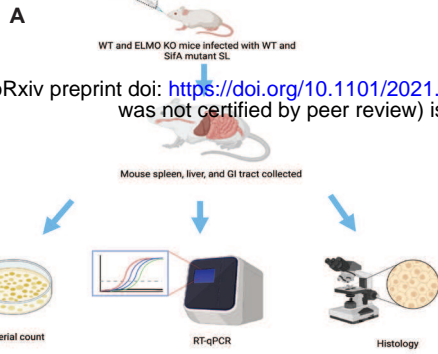 A
WT and ELMO KO mice infected with WT and
SifA mutant SL
Rxiv preprint doi: https://doi.org/10.1101/2021.
was not certified by peer review) is
Mouse spleen, liver, and GI tract collected
erial count
RT-qPCR
Histology